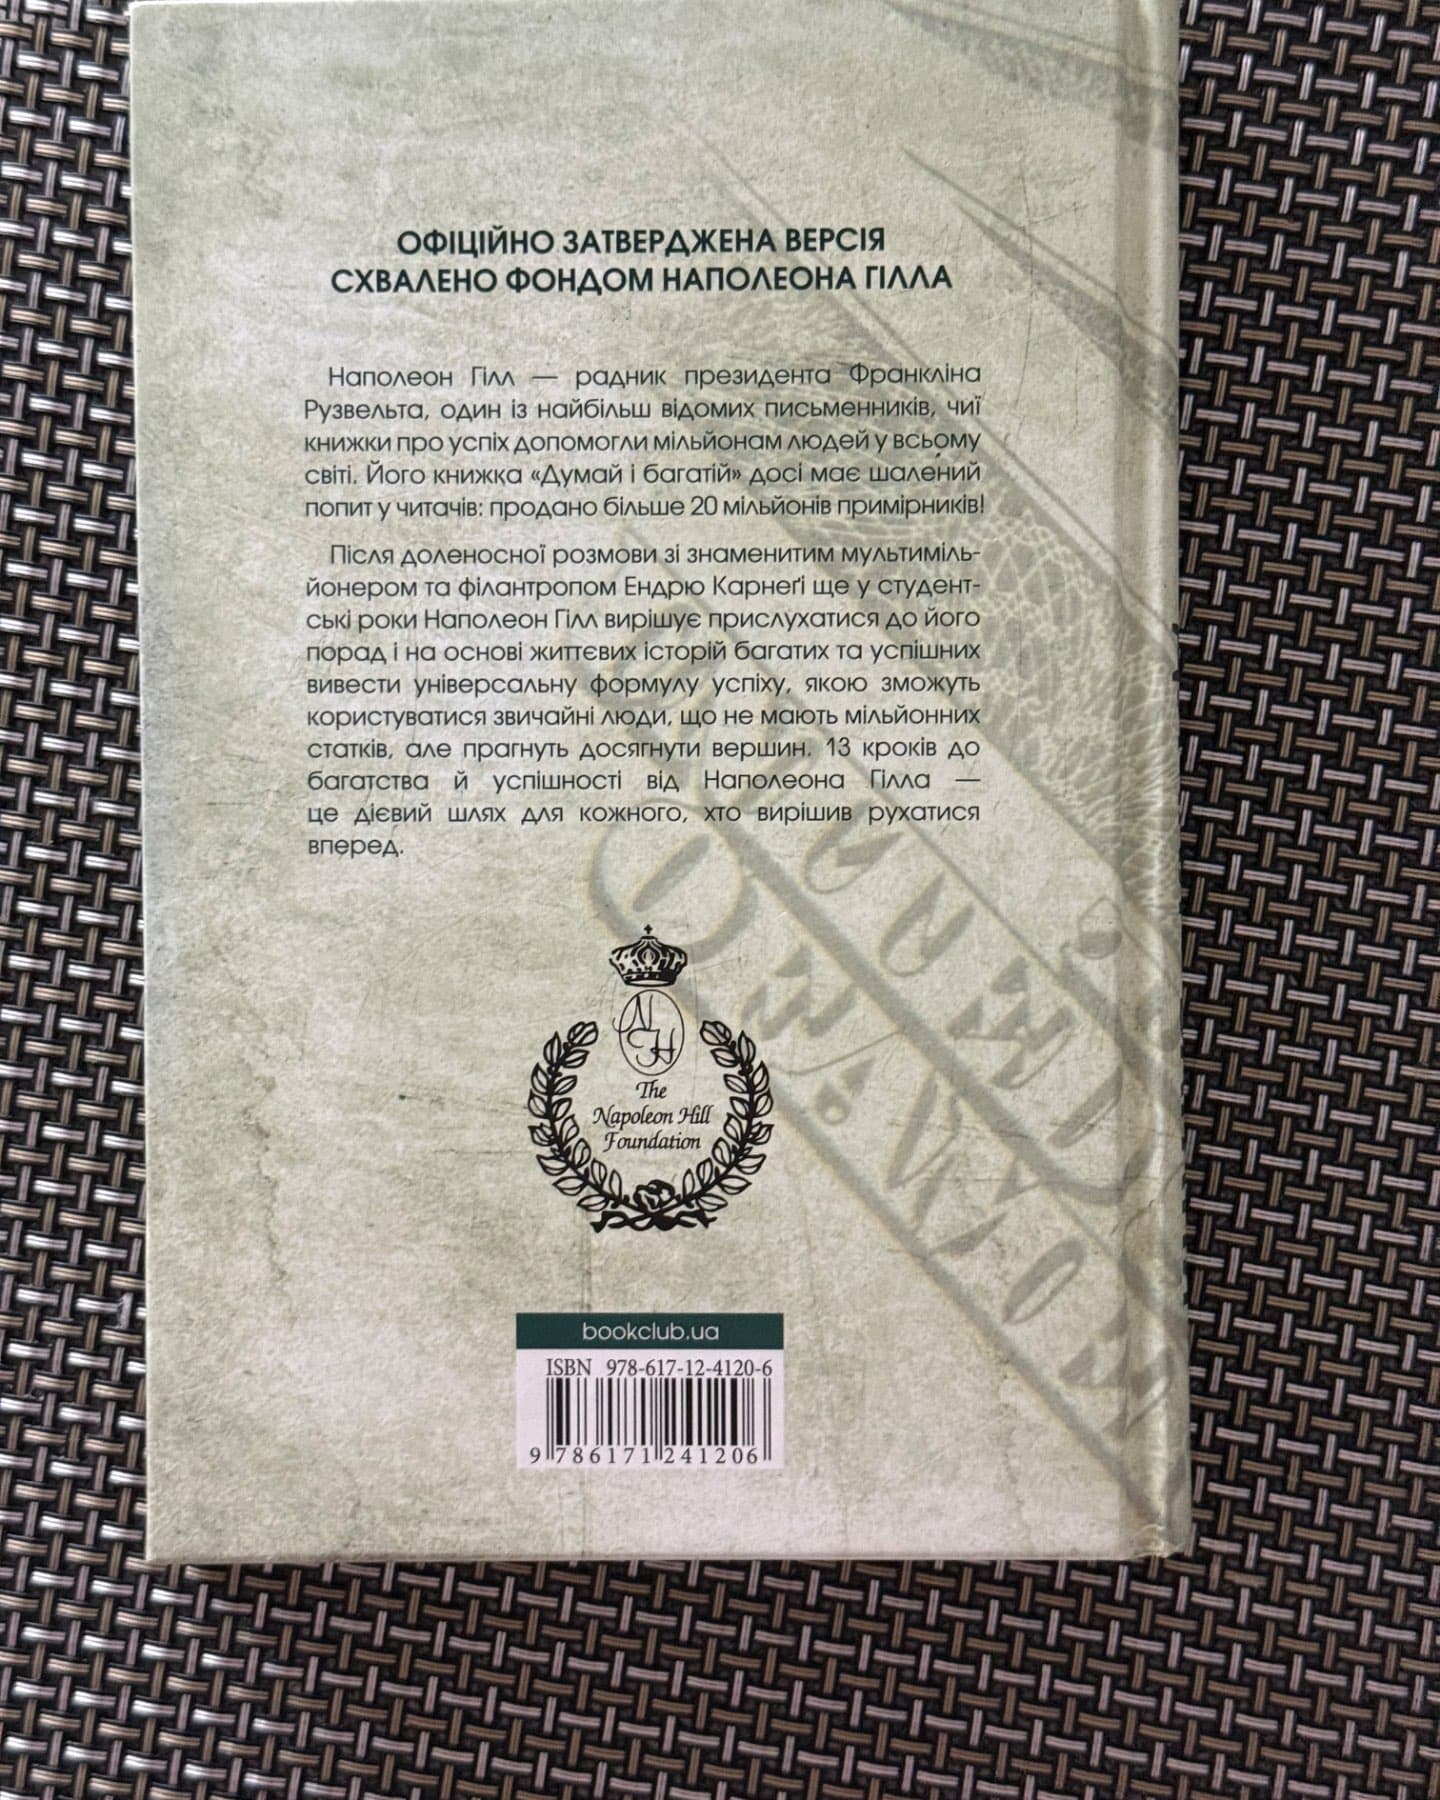 ОФІЦІЙНО ЗАТВЕРДЖЕНА ВЕРСІЯ
СХВАЛЕНО ФОНДОМ НАПОЛЕОНА ГІЛЛА
Наполеон Гілл — радник президента Франкліна
Рузвельта, один із найбільш відомих письменників, чиї
книжки про успіх допомогли мільйонам людей у всьому
світі. Його книжка «Думай і багатій» досі має шалений
попит у читачів: продано більше 20 мільйонів примірників!
Після доленосної розмови зі знаменитим мультиміль-
йонером та філантропом Ендрю Карнеґі ще у студент-
ські роки Наполеон Гілл вирішує прислухатися до його
порад і на основі життєвих історій багатих та успішних
вивести універсальну формулу успіху, якою зможуть
користуватися звичайні люди, що не мають мільйонних
статків, але прагнуть досягнути вершин. 13 кроків до
багатства й успішності від Наполеона Гілла —
це дієвий шлях для кожного, хто вирішив рухатися
вперед.
NH
The
Napoleon Hill
Foundation
bookclub.ua
ISBN 978-617-12-4120-6
9 786171 241206